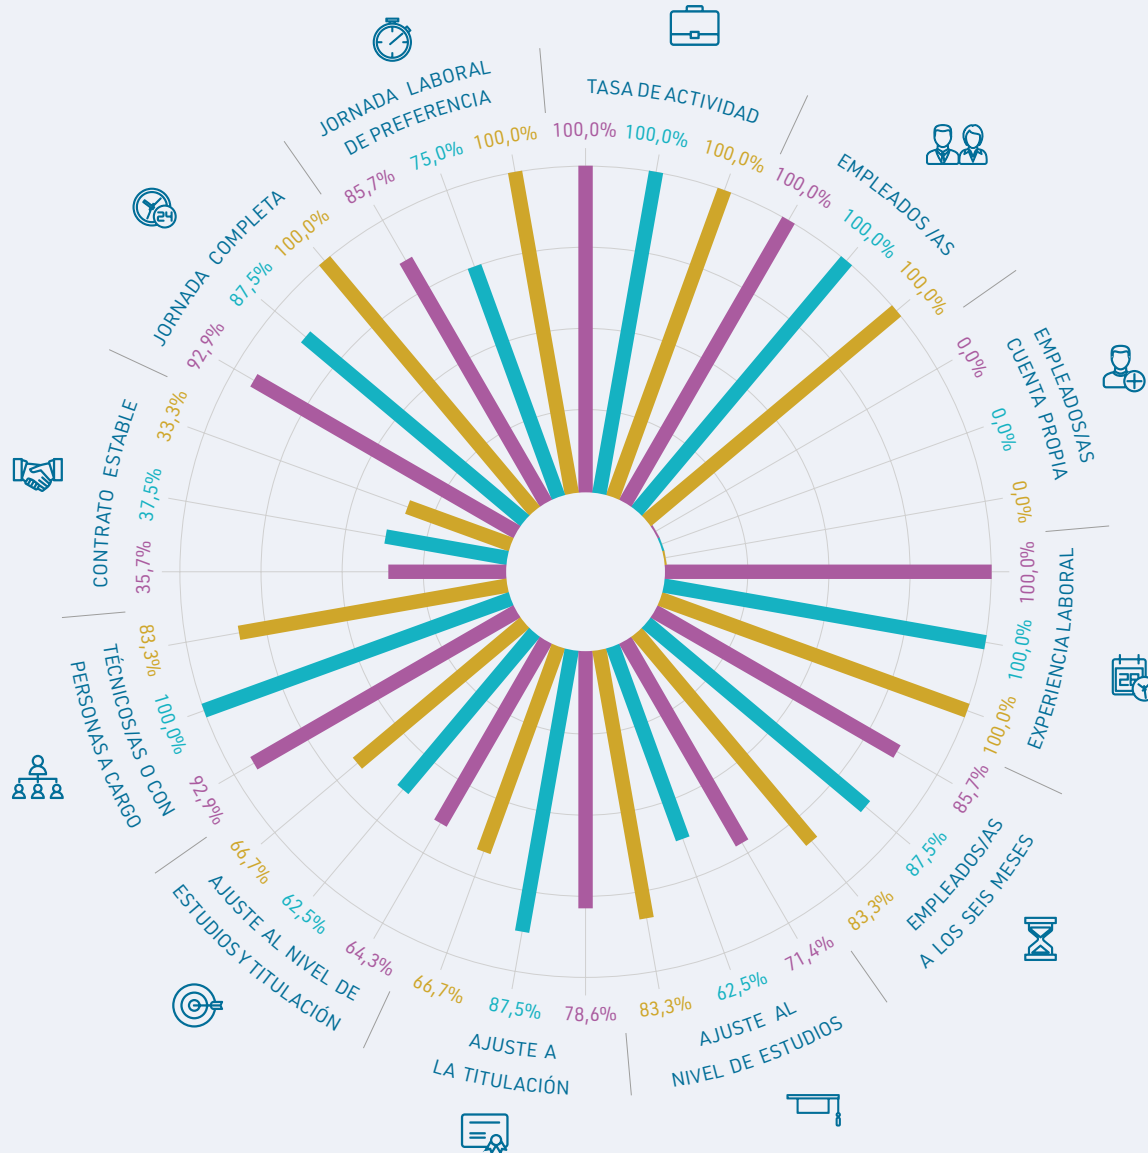 TASA DE ACTIVIDAD
100,0%
100,0%
100,0%
EMPLEADOS /AS
100,0%
100,0%
100,0%
EMPLEADOS/AS
CUENTA PROPIA
0,0%
0,0%
0,0%
EXPERIENCIA LABORAL
100,0%
100,0%
100,0%
EMPLEADOS/AS
A LOS SEIS MESES
85,7%
87,5%
83,3%
AJUSTE AL
NIVEL DE ESTUDIOS
71,4%
62,5%
83,3%
AJUSTE A
LA TITULACIÓN
78,6%
87,5%
66,7%
AJUSTE AL NIVEL DE
ESTUDIOS Y TITULACIÓN
64,3%
62,5%
66,7%
TÉCNICOS/AS O CON
PERSONAS A CARGO
92,9%
100,0%
83,3%
CONTRATO ESTABLE
35,7%
37,5%
33,3%
JORNADA COMPLETA
92,9%
87,5%
100,0%
JORNADA LABORAL
DE PREFERENCIA
85,7%
75,0%
100,0%
24